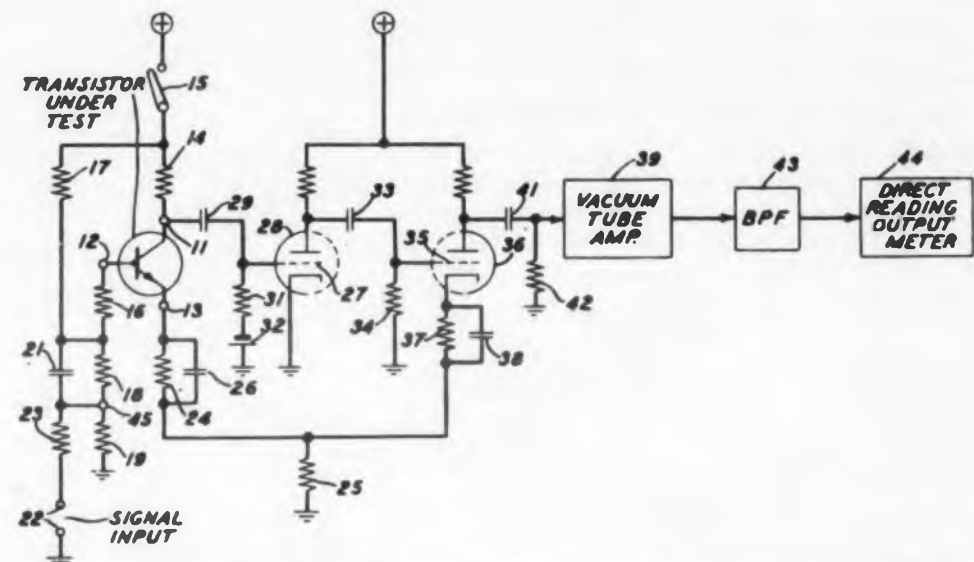 TRANSISTOR
UNDER
TEST
15
17
14
29
33
41
39
43
44
VACUUM
TUBE
AMP.
BPF
DIRECT
READING
OUTPUT
METER
12
11
28
35
36
27
13
16
31
34
42
32
37
38
21
18
26
24
45
23
19
25
22
SIGNAL
INPUT